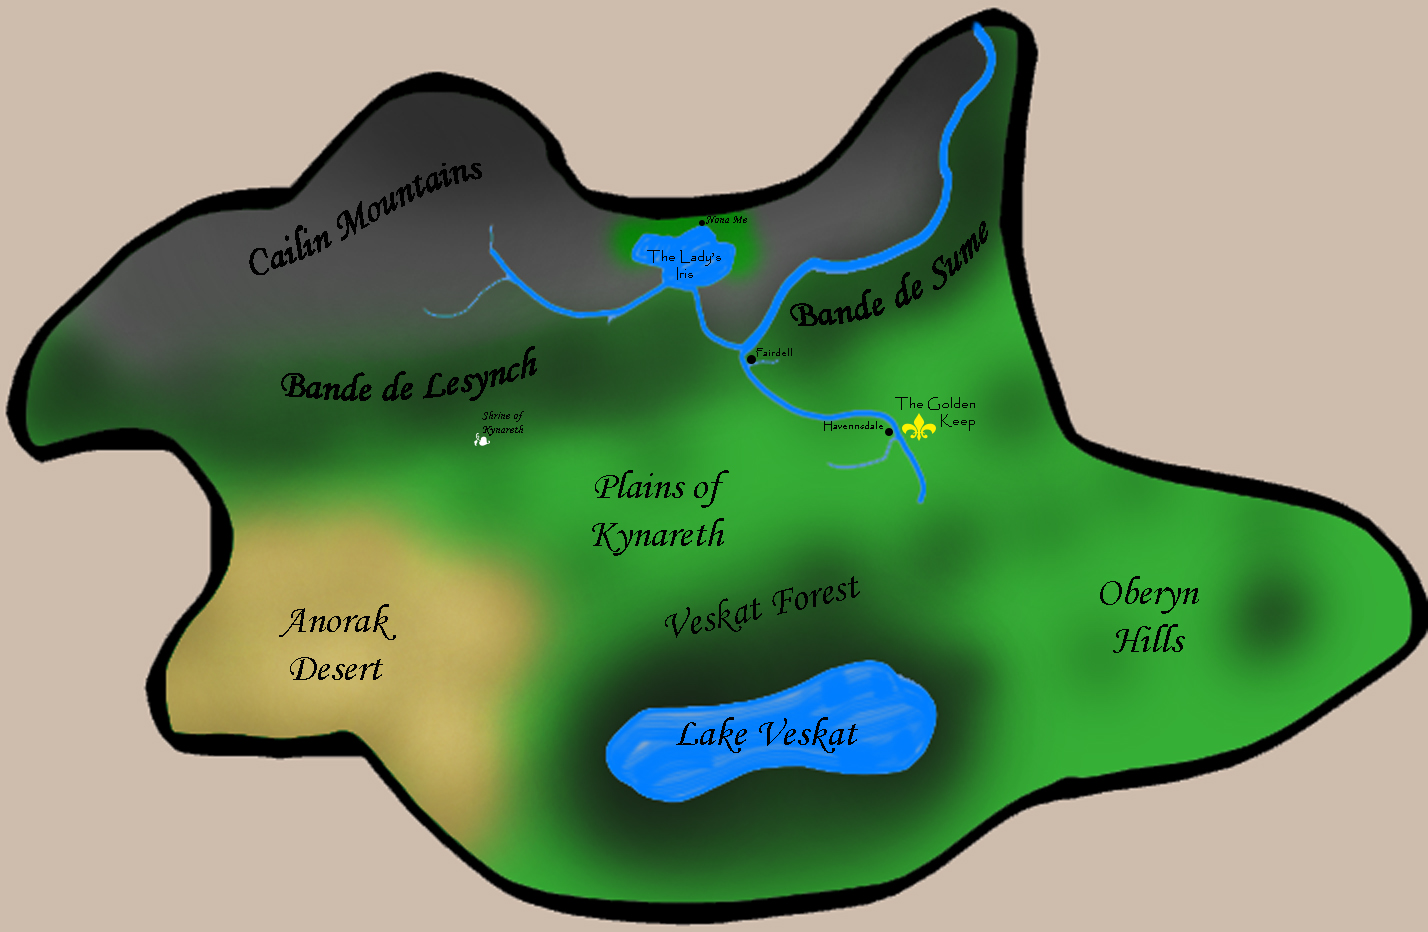 Cailin Mountains
Nona Me
The Lady's
Iris
Bande de Sume
Fairdell
Bande de Lesynch
The Golden
Keep
Shrine of
Kynareth
Havennsdale
Plains of
Kynareth
Veskat Forest
Oberyn
Hills
Anorak
Desert
Lake Veskat